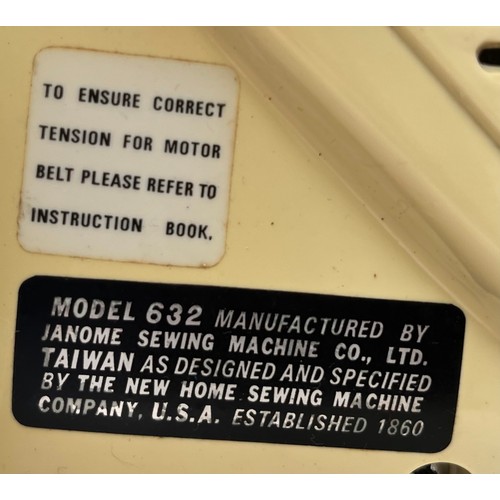 TO ENSURE CORRECT
TENSION FOR MOTOR
BELT PLEASE REFER TO
INSTRUCTION BOOK.
MODEL 632 MANUFACTURED BY
JANOME SEWING MACHINE CO., LTD.
TAIWAN AS DESIGNED AND SPECIFIED
BY THE NEW HOME SEWING MACHINE
COMPANY, U.S.A. ESTABLISHED 1860